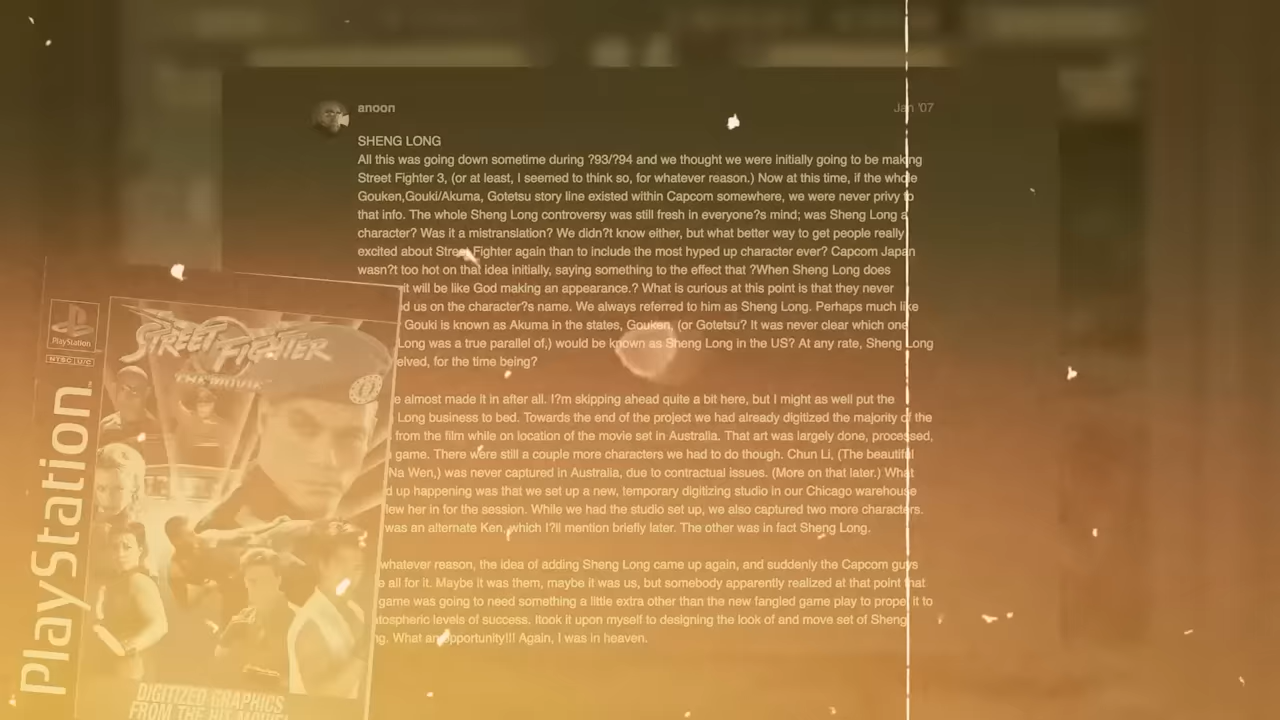 anoon
Jan '07
SHENG LONG
All this was going down sometime during ?93/?94 and we thought we were initially going to be making
Street Fighter 3, (or at least, I seemed to think so, for whatever reason.) Now at this time, if the whole
Gouken,Gouki/Akuma, Gotetsu story line existed within Capcom somewhere, we were never privy to
that info. The whole Sheng Long controversy was still fresh in everyone?s mind; was Sheng Long a
character? Was it a mistranslation? We didn?t know either, but what better way to get people really
excited about Street Fighter again than to include the most hyped up character ever? Capcom Japan
wasn?t too hot on that idea initially, saying something to the effect that ?When Sheng Long does
it will be like God making an appearance.? What is curious at this point is that they never
d us on the character?s name. We always referred to him as Sheng Long. Perhaps much like
Gouki is known as Akuma in the states, Gouken, (or Gotetsu? It was never clear which one
Long was a true parallel of,) would be known as Sheng Long in the US? At any rate, Sheng Long
elved, for the time being?
e almost made it in after all. I?m skipping ahead quite a bit here, but I might as well put the
Long business to bed. Towards the end of the project we had already digitized the majority of the
from the film while on location of the movie set in Australia. That art was largely done, processed,
game. There were still a couple more characters we had to do though. Chun Li, (The beautiful
Na Wen,) was never captured in Australia, due to contractual issues. (More on that later.) What
d up happening was that we set up a new, temporary digitizing studio in our Chicago warehouse
lew her in for the session. While we had the studio set up, we also captured two more characters.
was an alternate Ken, which I?ll mention briefly later. The other was in fact Sheng Long.
whatever reason, the idea of adding Sheng Long came up again, and suddenly the Capcom guys
e all for it. Maybe it was them, maybe it was us, but somebody apparently realized at that point that
game was going to need something a little extra other than the new fangled game play to propel it to
atospheric levels of success. Itook it upon myself to designing the look of and move set of Sheng
ng. What an opportunity!!! Again, I was in heaven.
PlayStation
NTSC U/C
PlayStation
STREET FIGHTER
THE MOVIE
DIGITIZED GRAPHICS
FROM THE HIT MOVIE!